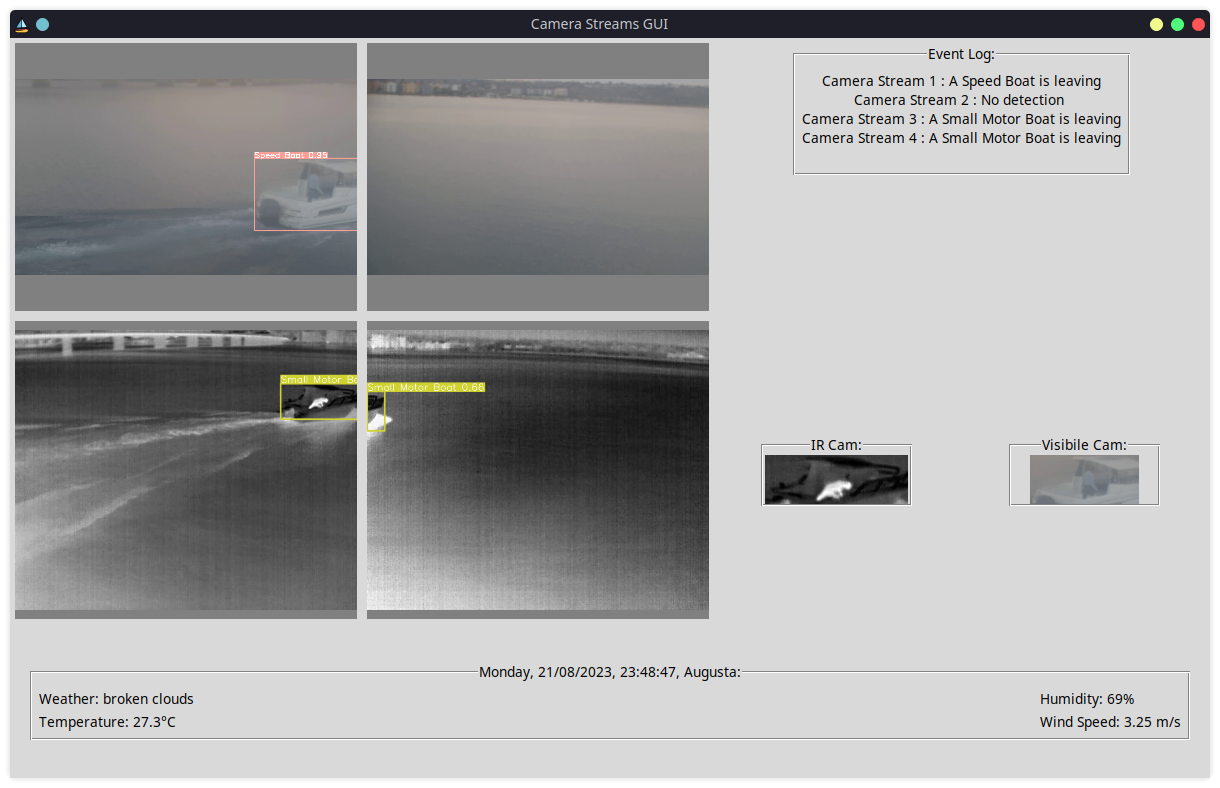 Camera Streams GUI
Speed Boat 0.95
Small Motor Bo
Small Motor Boat 0.66
Event Log:
Camera Stream 1 : A Speed Boat is leaving
Camera Stream 2 : No detection
Camera Stream 3 : A Small Motor Boat is leaving
Camera Stream 4 : A Small Motor Boat is leaving
IR Cam:
Visibile Cam:
Monday, 21/08/2023, 23:48:47, Augusta:
Weather: broken clouds
Temperature: 27.3°C
Humidity: 69%
Wind Speed: 3.25 m/s